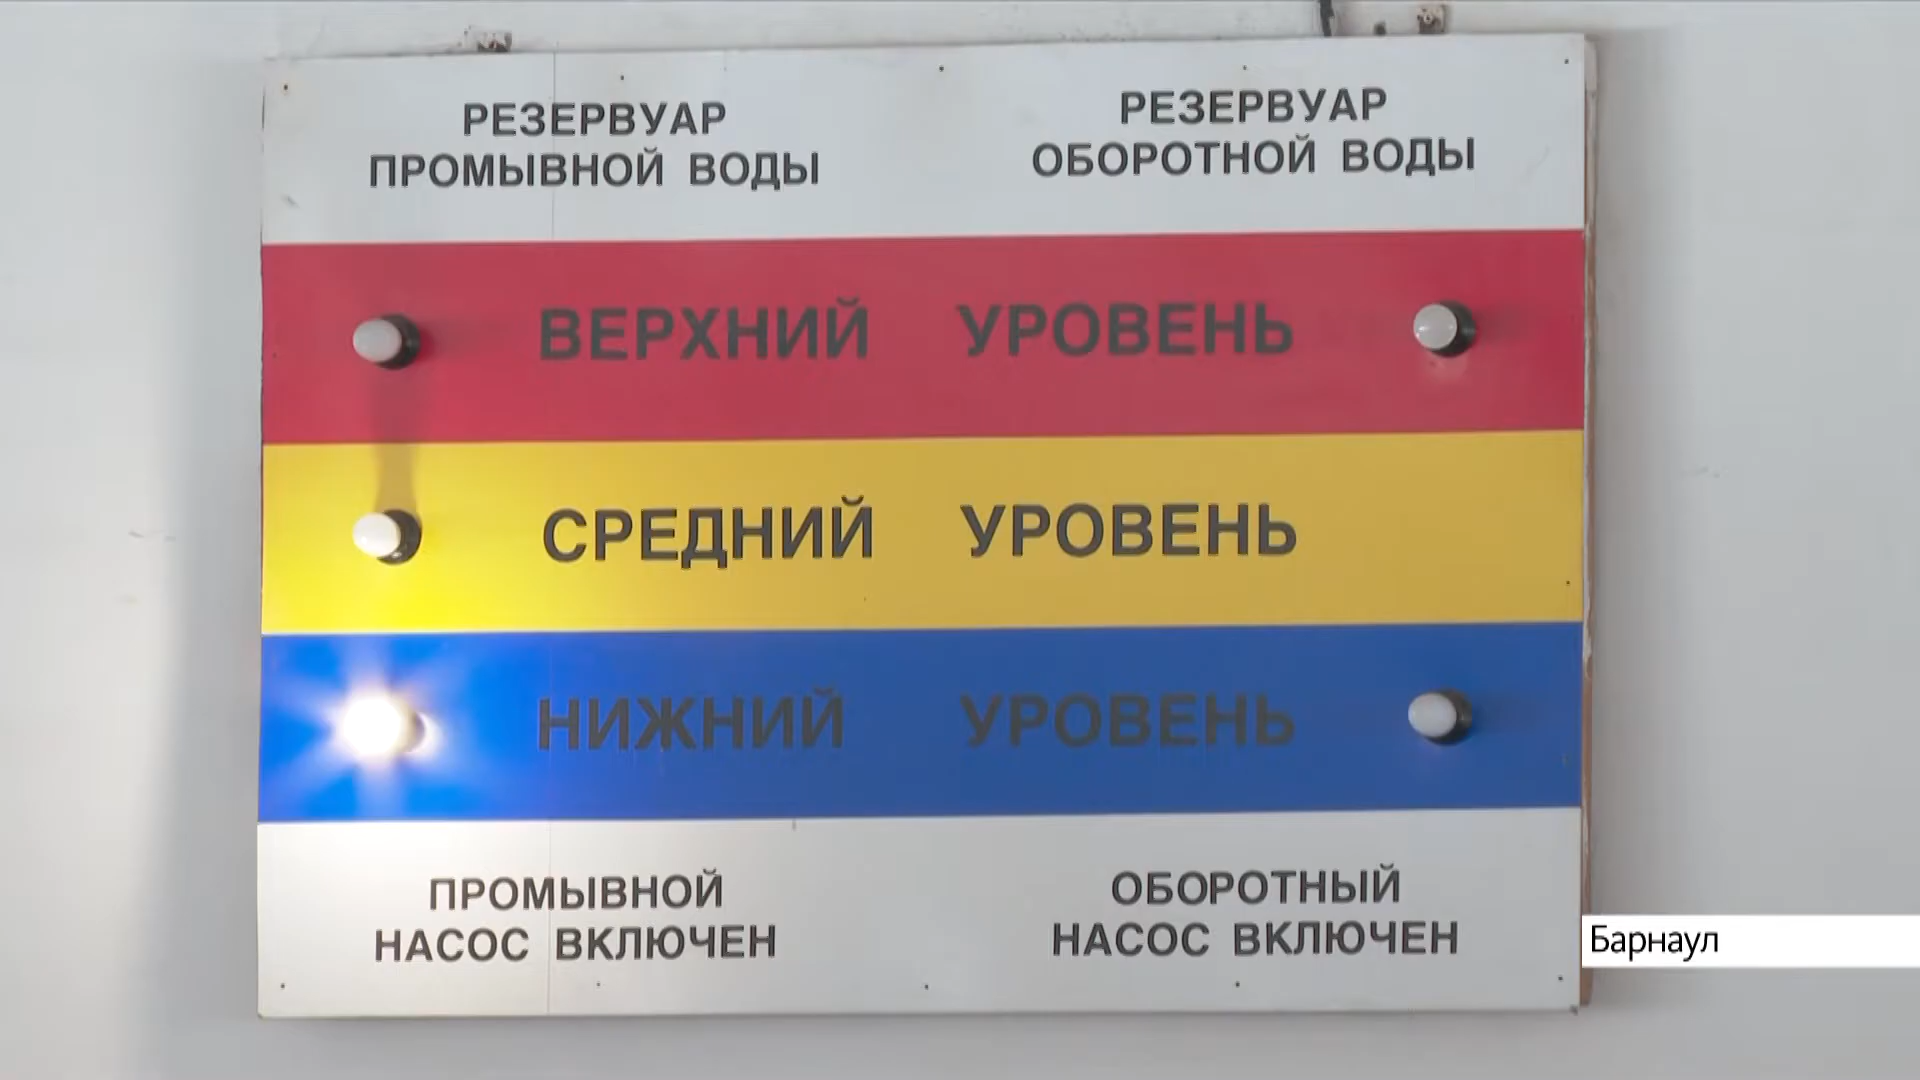 РЕЗЕРВУАР
ПРОМЫВНОЙ ВОДЫ
РЕЗЕРВУАР
ОБОРОТНОЙ ВОДЫ
ВЕРХНИЙ УРОВЕНЬ
СРЕДНИЙ УРОВЕНЬ
НИЖНИЙ УРОВЕНЬ
ПРОМЫВНОЙ
НАСОС ВКЛЮЧЕН
ОБОРОТНЫЙ
НАСОС ВКЛЮЧЕН
Барнаул